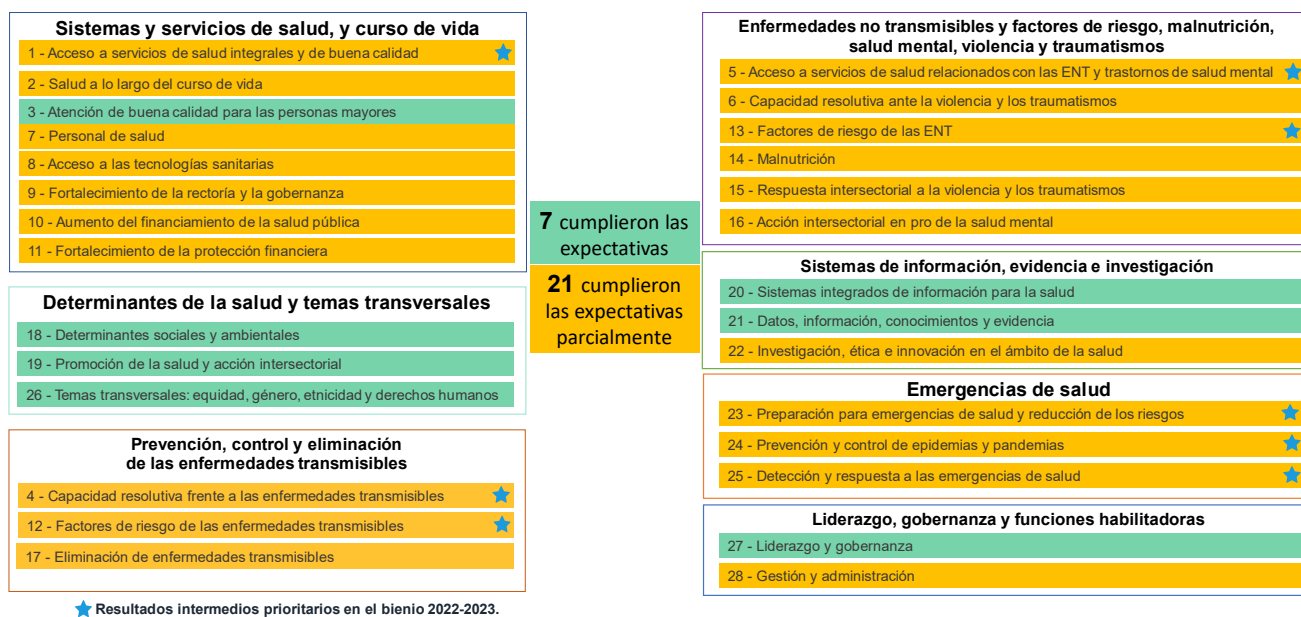 Sistemas y servicios de salud, y curso de vida
1 - Acceso a servicios de salud integrales y de buena calidad
2 - Salud a lo largo del curso de vida
3 - Atención de buena calidad para las personas mayores
7 - Personal de salud
8 - Acceso a las tecnologías sanitarias
9 - Fortalecimiento de la rectoría y la gobernanza
10 - Aumento del financiamiento de la salud pública
11 - Fortalecimiento de la protección financiera
Determinantes de la salud y temas transversales
18 - Determinantes sociales y ambientales
19 - Promoción de la salud y acción intersectorial
26 - Temas transversales: equidad, género, etnicidad y derechos humanos
Prevención, control y eliminación
de las enfermedades transmisibles
4 - Capacidad resolutiva frente a las enfermedades transmisibles
12 - Factores de riesgo de las enfermedades transmisibles
17 - Eliminación de enfermedades transmisibles
Resultados intermedios prioritarios en el bienio 2022-2023.
7 cumplieron las
expectativas
21 cumplieron
las expectativas
parcialmente
Enfermedades no transmisibles y factores de riesgo, malnutrición,
salud mental, violencia y traumatismos
5 - Acceso a servicios de salud relacionados con las ENT y trastornos de salud mental
6 - Capacidad resolutiva ante la violencia y los traumatismos
13 - Factores de riesgo de las ENT
14 - Malnutrición
15 - Respuesta intersectorial a la violencia y los traumatismos
16 - Acción intersectorial en pro de la salud mental
Sistemas de información, evidencia e investigación
20 - Sistemas integrados de información para la salud
21 - Datos, información, conocimientos y evidencia
22 - Investigación, ética e innovación en el ámbito de la salud
Emergencias de salud
23 - Preparación para emergencias de salud y reducción de los riesgos
24 - Prevención y control de epidemias y pandemias
25 - Detección y respuesta a las emergencias de salud
Liderazgo, gobernanza y funciones habilitadoras
27 - Liderazgo y gobernanza
28 - Gestión y administración